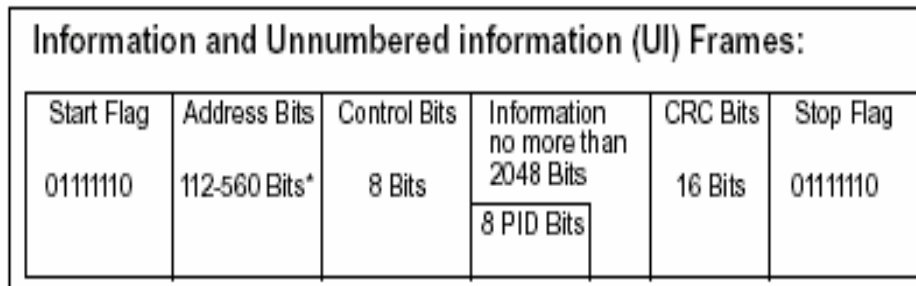 Information and Unnumbered information (UI) Frames:
Start Flag
01111110
Address Bits
112-560 Bits*
Control Bits
8 Bits
Information
no more than
2048 Bits
8 PID Bits
CRC Bits
16 Bits
Stop Flag
01111110